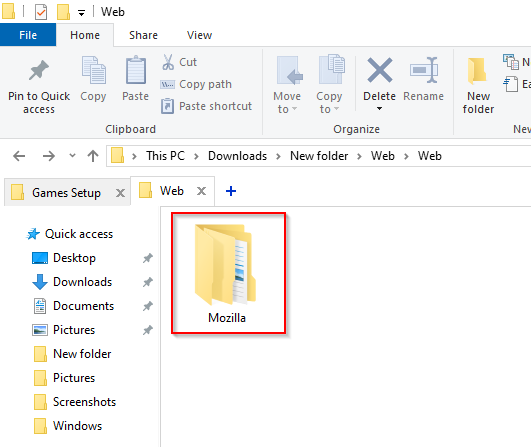 Web
File
Home
Share
View
Pin to Quick
access
Copy
Paste
Cut
Copy path
Paste shortcut
Clipboard
Move
to
Copy
to
Delete
Rename
Organize
New
folder
N
Ea
New
This PC > Downloads > New folder > Web > Web
Games Setup
Web
Quick access
Desktop
Downloads
Documents
Pictures
New folder
Pictures
Screenshots
Windows
Mozilla